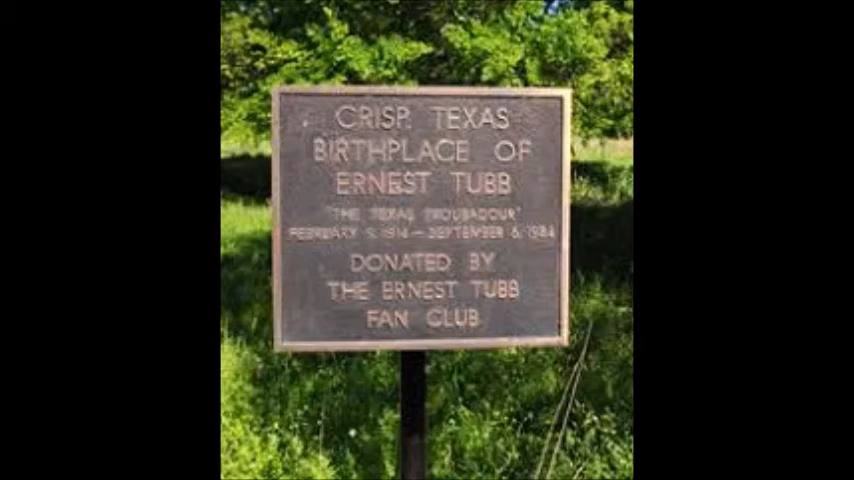 CRISP, TEXAS
BIRTHPLACE OF
ERNEST TUBB
"THE TEXAS TROUBADOUR"
FEBRUARY 9, 1914 — SEPTEMBER 6, 1984
DONATED BY
THE ERNEST TUBB
FAN CLUB